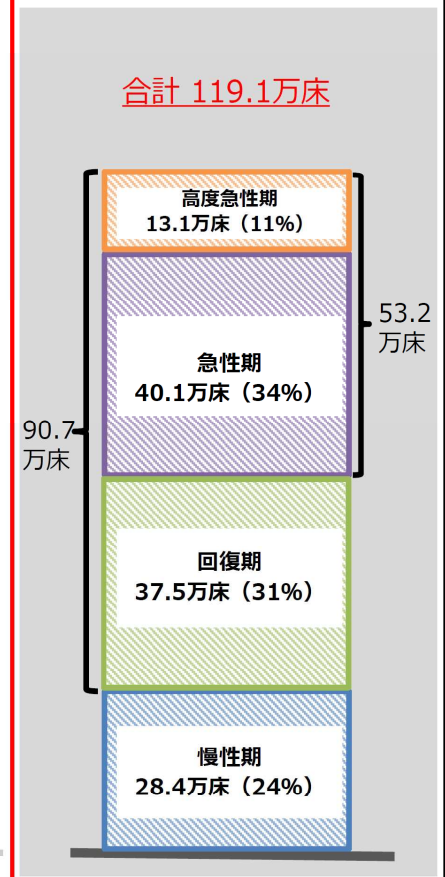 合計 119.1万床
高度急性期
13.1万床（11%）
53.2
万床
急性期
40.1万床（34%）
90.7
万床
回復期
37.5万床（31%）
慢性期
28.4万床（24%）